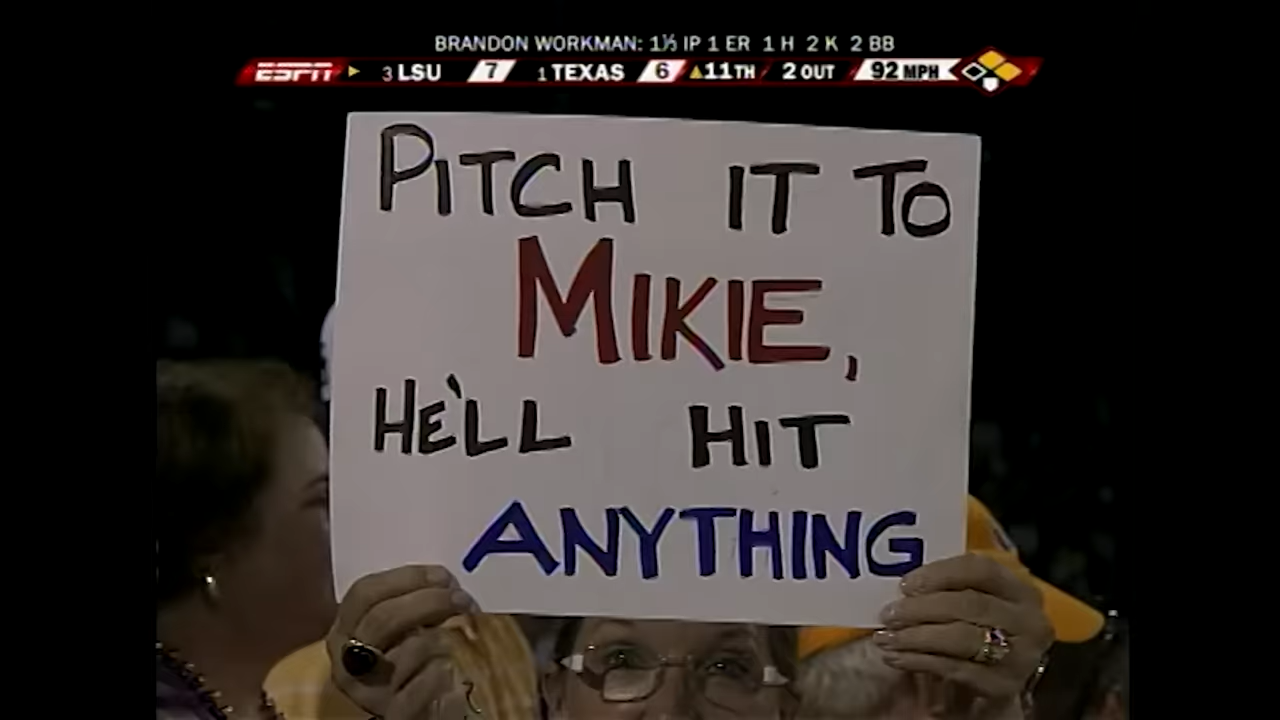 BRANDON WORKMAN: 1⅓ IP 1 ER 1 H 2 K 2 BB
ESPN 3 LSU 7 1 TEXAS 6 ▲11TH 2 OUT 92 MPH
PITCH IT TO
MIKIE,
HE'LL HIT
ANYTHING